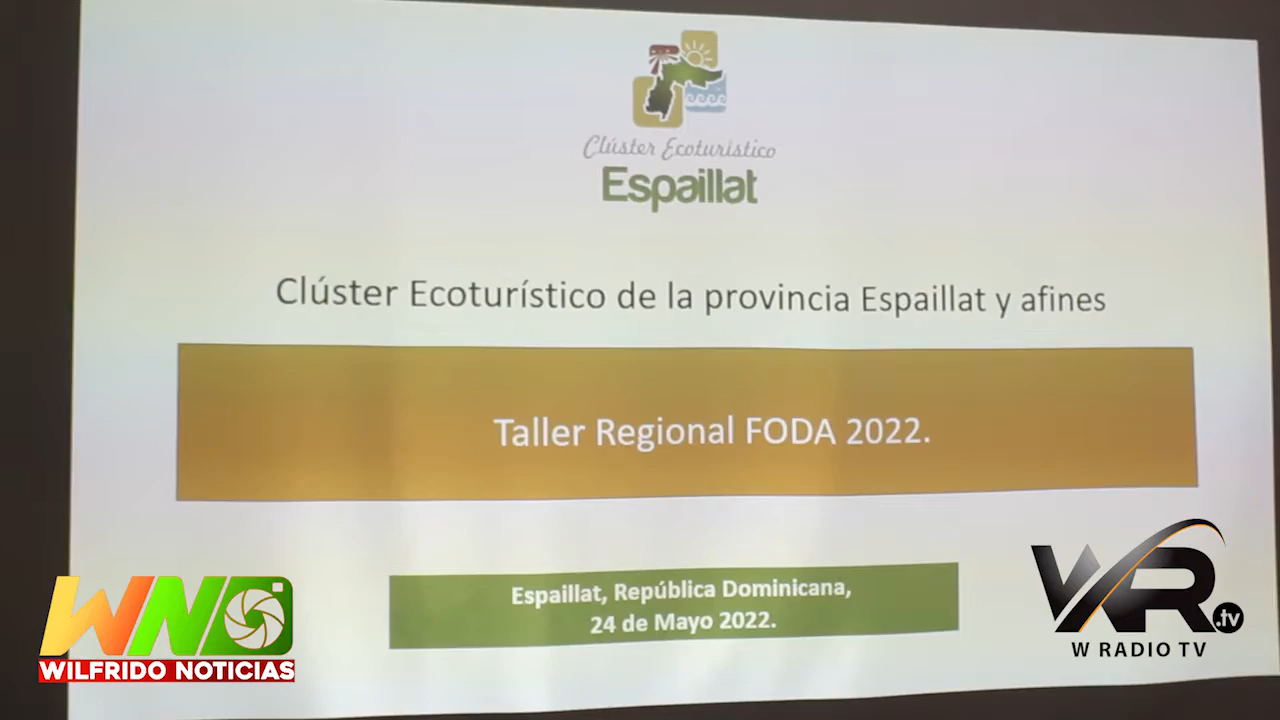 Clúster Ecoturístico
Espaillat
Clúster Ecoturístico de la provincia Espaillat y afines
Taller Regional FODA 2022.
Espaillat, República Dominicana,
24 de Mayo 2022.
WNO
WILFRIDO NOTICIAS
WR.tv
W RADIO TV